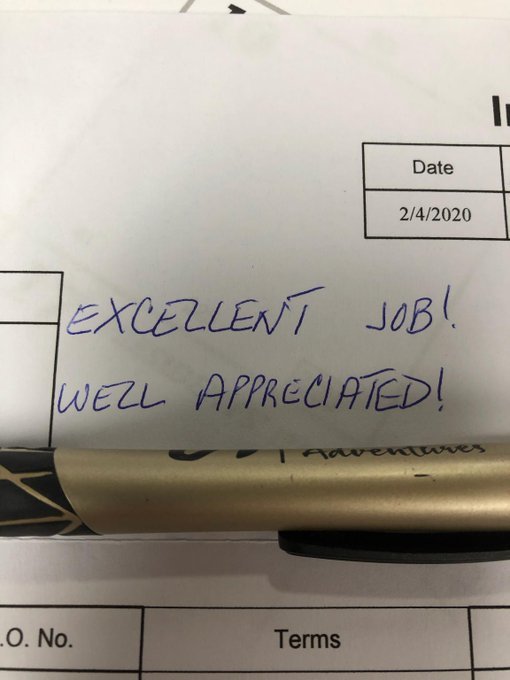 Date
2/4/2020
EXCELLENT JOB!
WELL APPRECIATED!
Adventures
.O. No.
Terms